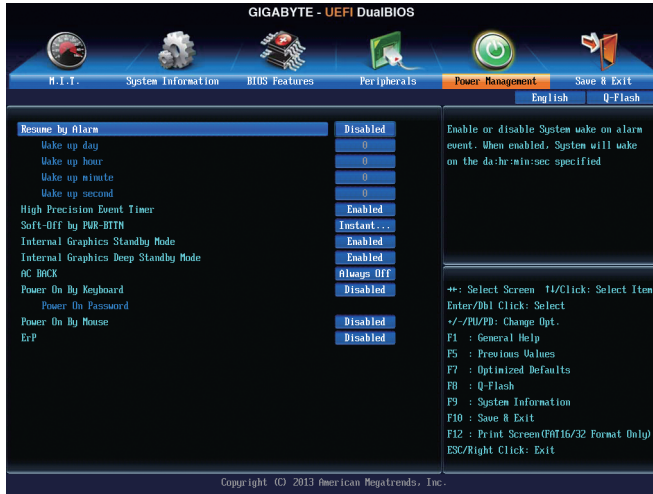 GIGABYTE - UEFI DualBIOS
M.I.T.
System Information
BIOS Features
Peripherals
Power Management
Save & Exit
English
Q-Flash
Resume by Alarm Disabled
Wake up day 0
Wake up hour 0
Wake up minute 0
Wake up second 0
High Precision Event Timer Enabled
Soft-Off by PWR-BTTN Instant...
Internal Graphics Standby Mode Enabled
Internal Graphics Deep Standby Mode Enabled
AC BACK Always Off
Power On By Keyboard Disabled
Power On Password
Power On By Mouse Disabled
ErP Disabled
Enable or disable System wake on alarm
event. When enabled, System will wake
on the da:hr:min:sec specified
→←: Select Screen ↑↓/Click: Select Item
Enter/Dbl Click: Select
+/-/PU/PD: Change Opt.
F1 : General Help
F5 : Previous Values
F7 : Optimized Defaults
F8 : Q-Flash
F9 : System Information
F10 : Save & Exit
F12 : Print Screen(FAT16/32 Format Only)
ESC/Right Click: Exit
Copyright (C) 2013 American Megatrends, Inc.